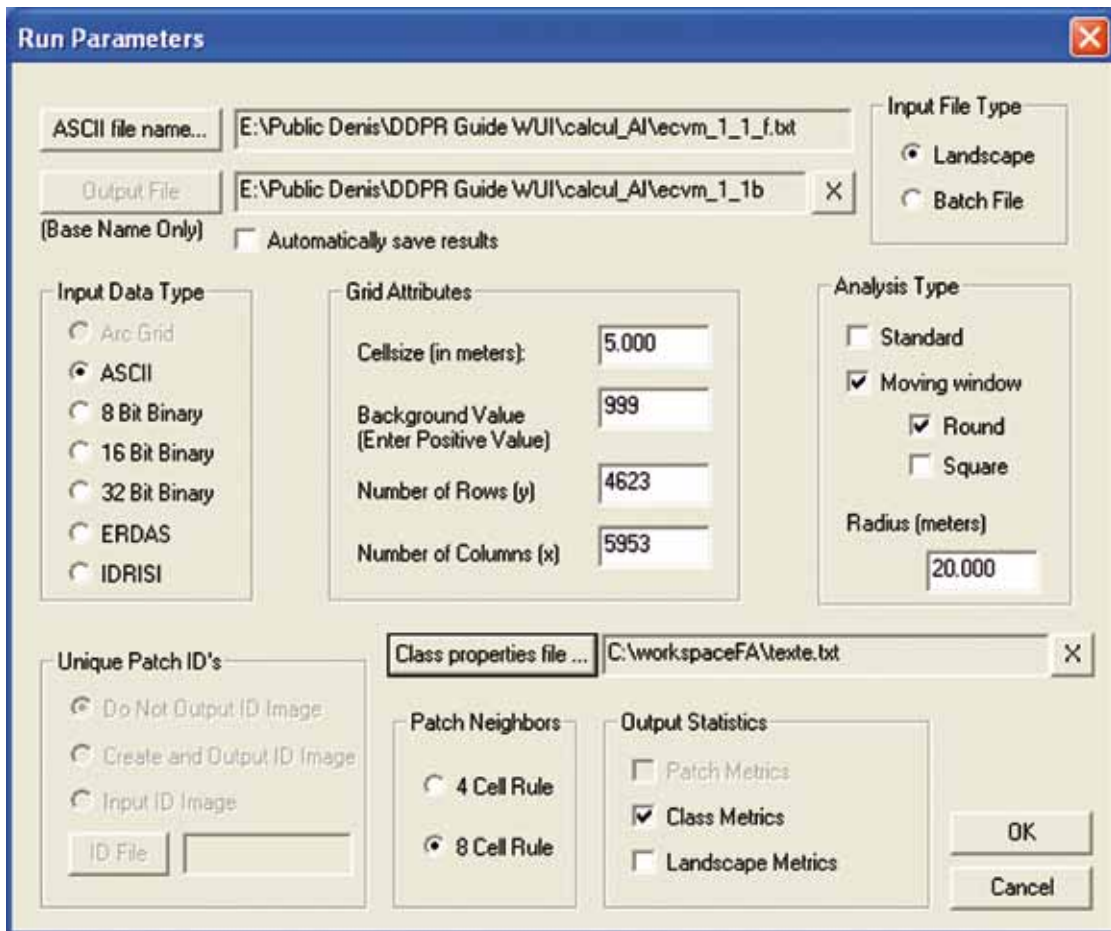 Run Parameters
ASCII file name...
E:\Public Denis\DDPR Guide WUI\calcul_AI\ecvm_1_1_f.txt
Output File
E:\Public Denis\DDPR Guide WUI\calcul_AI\ecvm_1_1b
X
(Base Name Only)
Automatically save results
Input File Type
Landscape
Batch File
Input Data Type
Arc Grid
ASCII
8 Bit Binary
16 Bit Binary
32 Bit Binary
ERDAS
IDRISI
Grid Attributes
Cellsize (in meters):
5.000
Background Value
(Enter Positive Value)
999
Number of Rows (y)
4623
Number of Columns (x)
5953
Analysis Type
Standard
Moving window
Round
Square
Radius (meters)
20.000
Class properties file ...
C:\workspaceFA\texte.txt
X
Unique Patch ID's
Do Not Output ID Image
Create and Output ID Image
Input ID Image
ID File
Patch Neighbors
4 Cell Rule
8 Cell Rule
Output Statistics
Patch Metrics
Class Metrics
Landscape Metrics
OK
Cancel